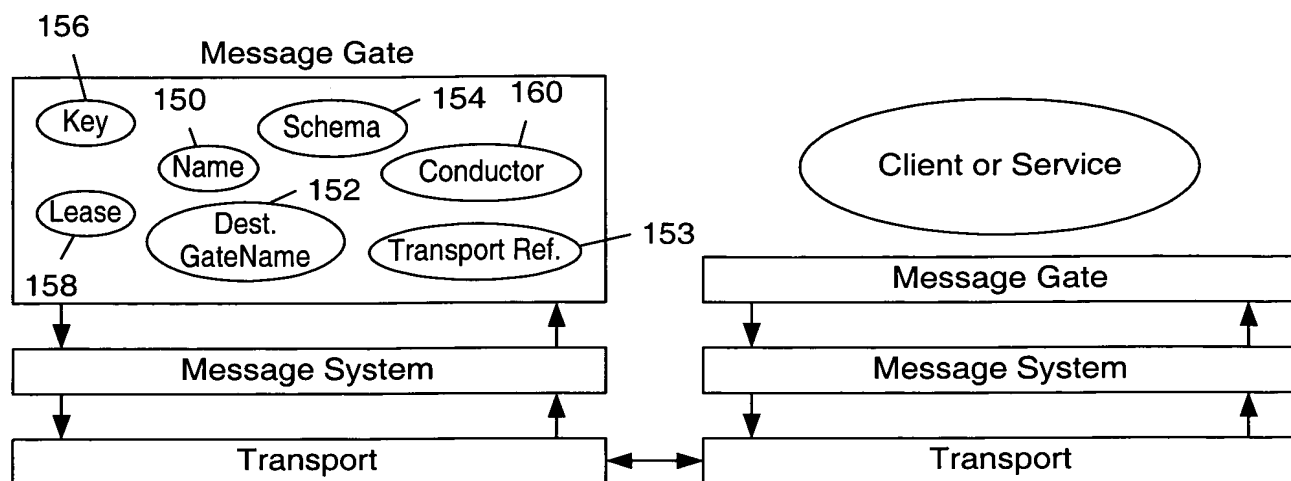 156
Message Gate
150
154
160
Key
Schema
Name
Conductor
Client or Service
152
Lease
Dest.
GateName
Transport Ref.
153
158
Message Gate
Message System
Message System
Transport
Transport